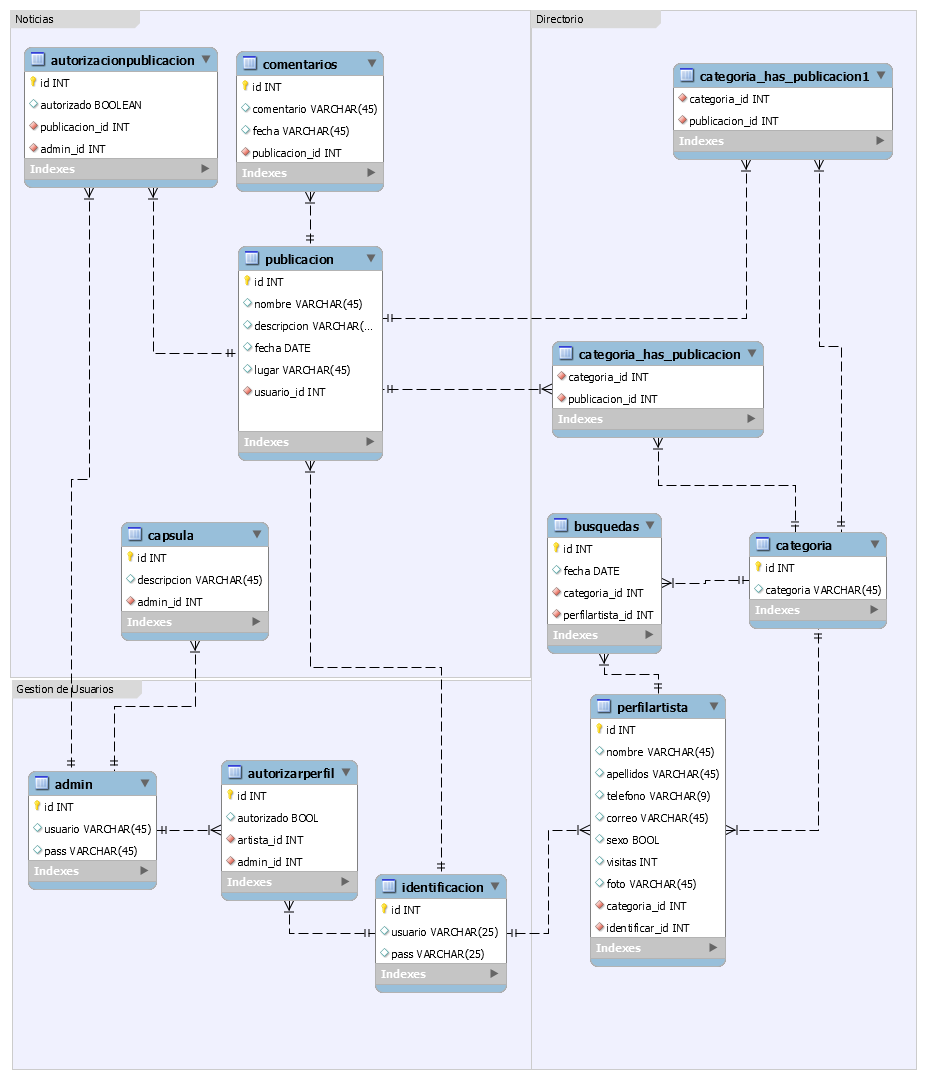 Noticias
autorizacionpublicacion
id INT
autorizado BOOLEAN
publicacion_id INT
admin_id INT
Indexes
comentarios
id INT
comentario VARCHAR(45)
fecha VARCHAR(45)
publicacion_id INT
Indexes
publicacion
id INT
nombre VARCHAR(45)
descripcion VARCHAR(...
fecha DATE
lugar VARCHAR(45)
usuario_id INT
Indexes
capsula
id INT
descripcion VARCHAR(45)
admin_id INT
Indexes
Directorio
categoria_has_publicacion1
categoria_id INT
publicacion_id INT
Indexes
categoria_has_publicacion
categoria_id INT
publicacion_id INT
Indexes
busquedas
id INT
fecha DATE
categoria_id INT
perfilartista_id INT
Indexes
categoria
id INT
categoria VARCHAR(45)
Indexes
perfilartista
id INT
nombre VARCHAR(45)
apellidos VARCHAR(45)
telefono VARCHAR(9)
correo VARCHAR(45)
sexo BOOL
visitas INT
foto VARCHAR(45)
categoria_id INT
identificar_id INT
Indexes
Gestion de Usuarios
admin
id INT
usuario VARCHAR(45)
pass VARCHAR(45)
Indexes
autorizarperfil
id INT
autorizado BOOL
artista_id INT
admin_id INT
Indexes
identificacion
id INT
usuario VARCHAR(25)
pass VARCHAR(25)
Indexes